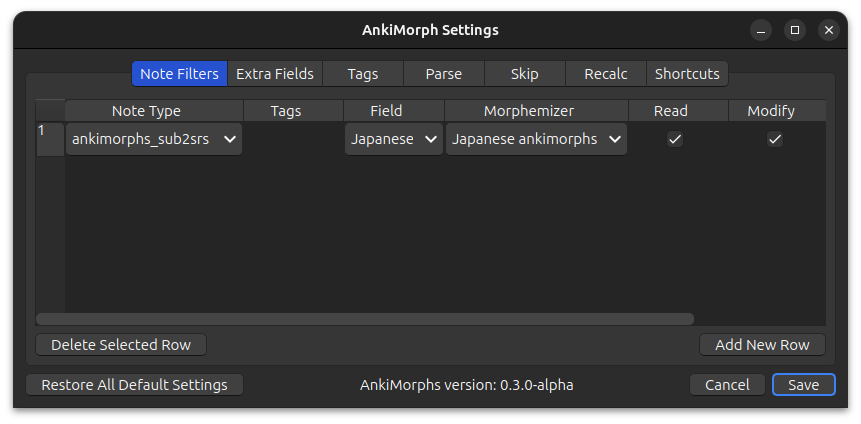 AnkiMorph Settings
Note Filters Extra Fields Tags Parse Skip Recalc Shortcuts
Note Type Tags Field Morphemizer Read Modify
1 ankimorphs_sub2srs Japanese Japanese ankimorphs
Delete Selected Row Add New Row
Restore All Default Settings AnkiMorphs version: 0.3.0-alpha Cancel Save